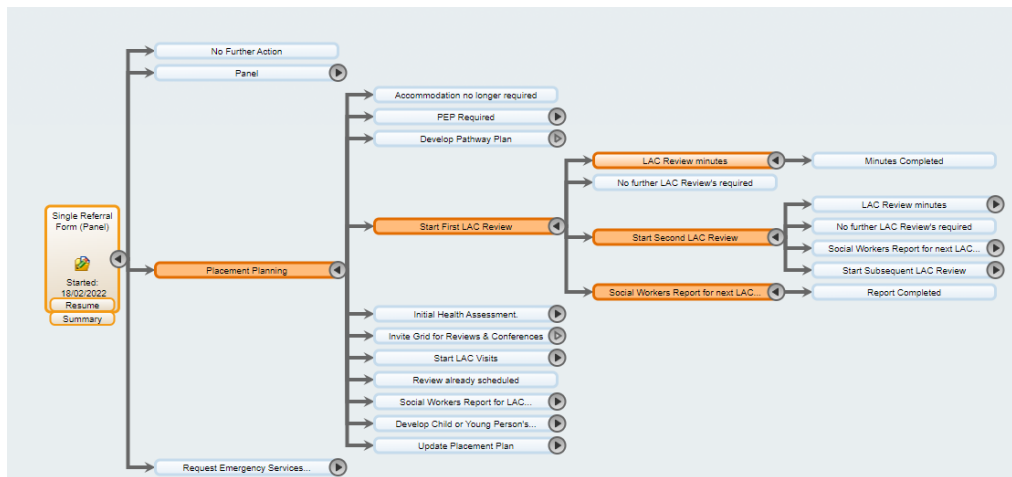 No Further Action
Panel
Accommodation no longer required
PEP Required
Develop Pathway Plan
LAC Review minutes
Minutes Completed
No further LAC Review's required
Single Referral
Form (Panel)
Started:
18/02/2022
Resume
Summary
Start First LAC Review
LAC Review minutes
No further LAC Review's required
Start Second LAC Review
Social Workers Report for next LAC...
Start Subsequent LAC Review
Placement Planning
Social Workers Report for next LAC...
Report Completed
Initial Health Assessment.
Invite Grid for Reviews & Conferences
Start LAC Visits
Review already scheduled
Social Workers Report for LAC...
Develop Child or Young Person's...
Update Placement Plan
Request Emergency Services...